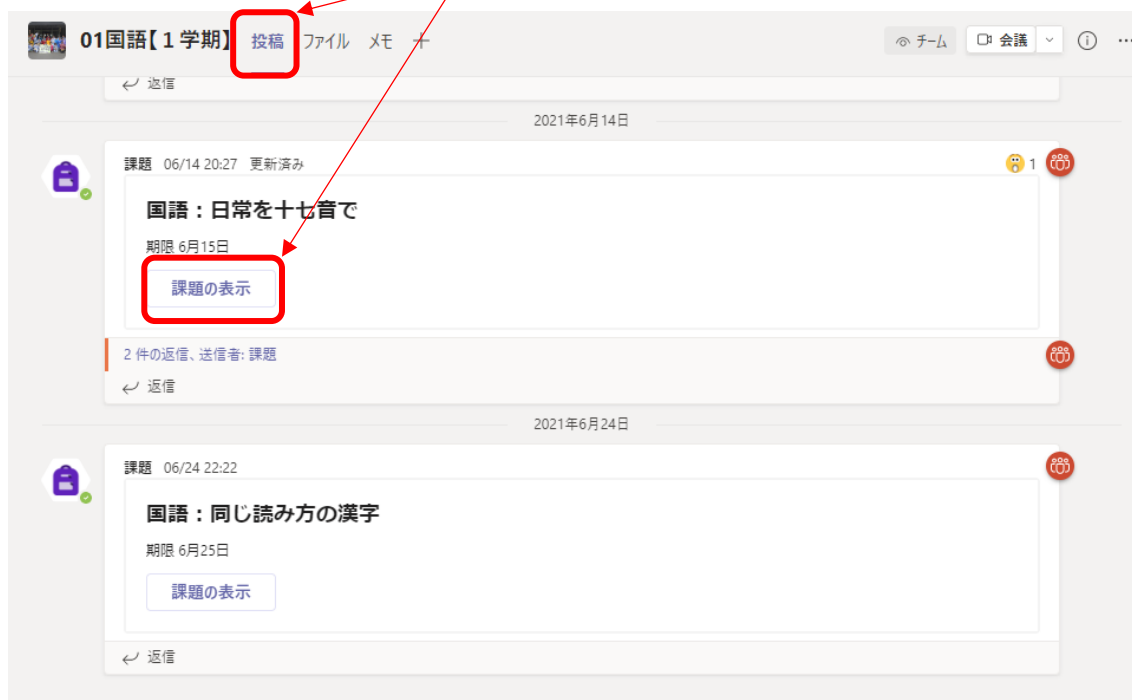 01国語【１学期】 投稿 ファイル メモ ＋ チーム 会議
返信
2021年6月14日
課題 06/14 20:27 更新済み 1
国語：日常を十七音で
期限 6月15日
課題の表示
2 件の返信、送信者: 課題
返信
2021年6月24日
課題 06/24 22:22
国語：同じ読み方の漢字
期限 6月25日
課題の表示
返信